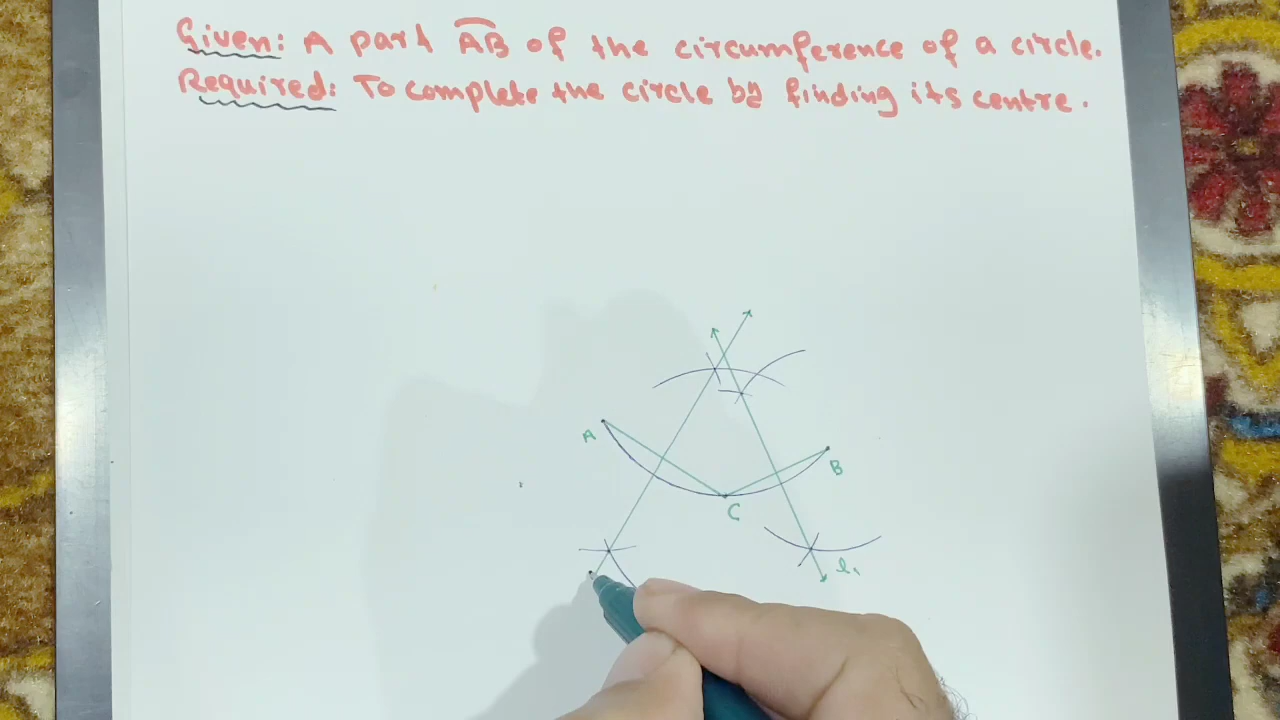 Given: A part AB of the circumference of a circle.
Required: To complete the circle by finding its centre.
A
B
C
l₁